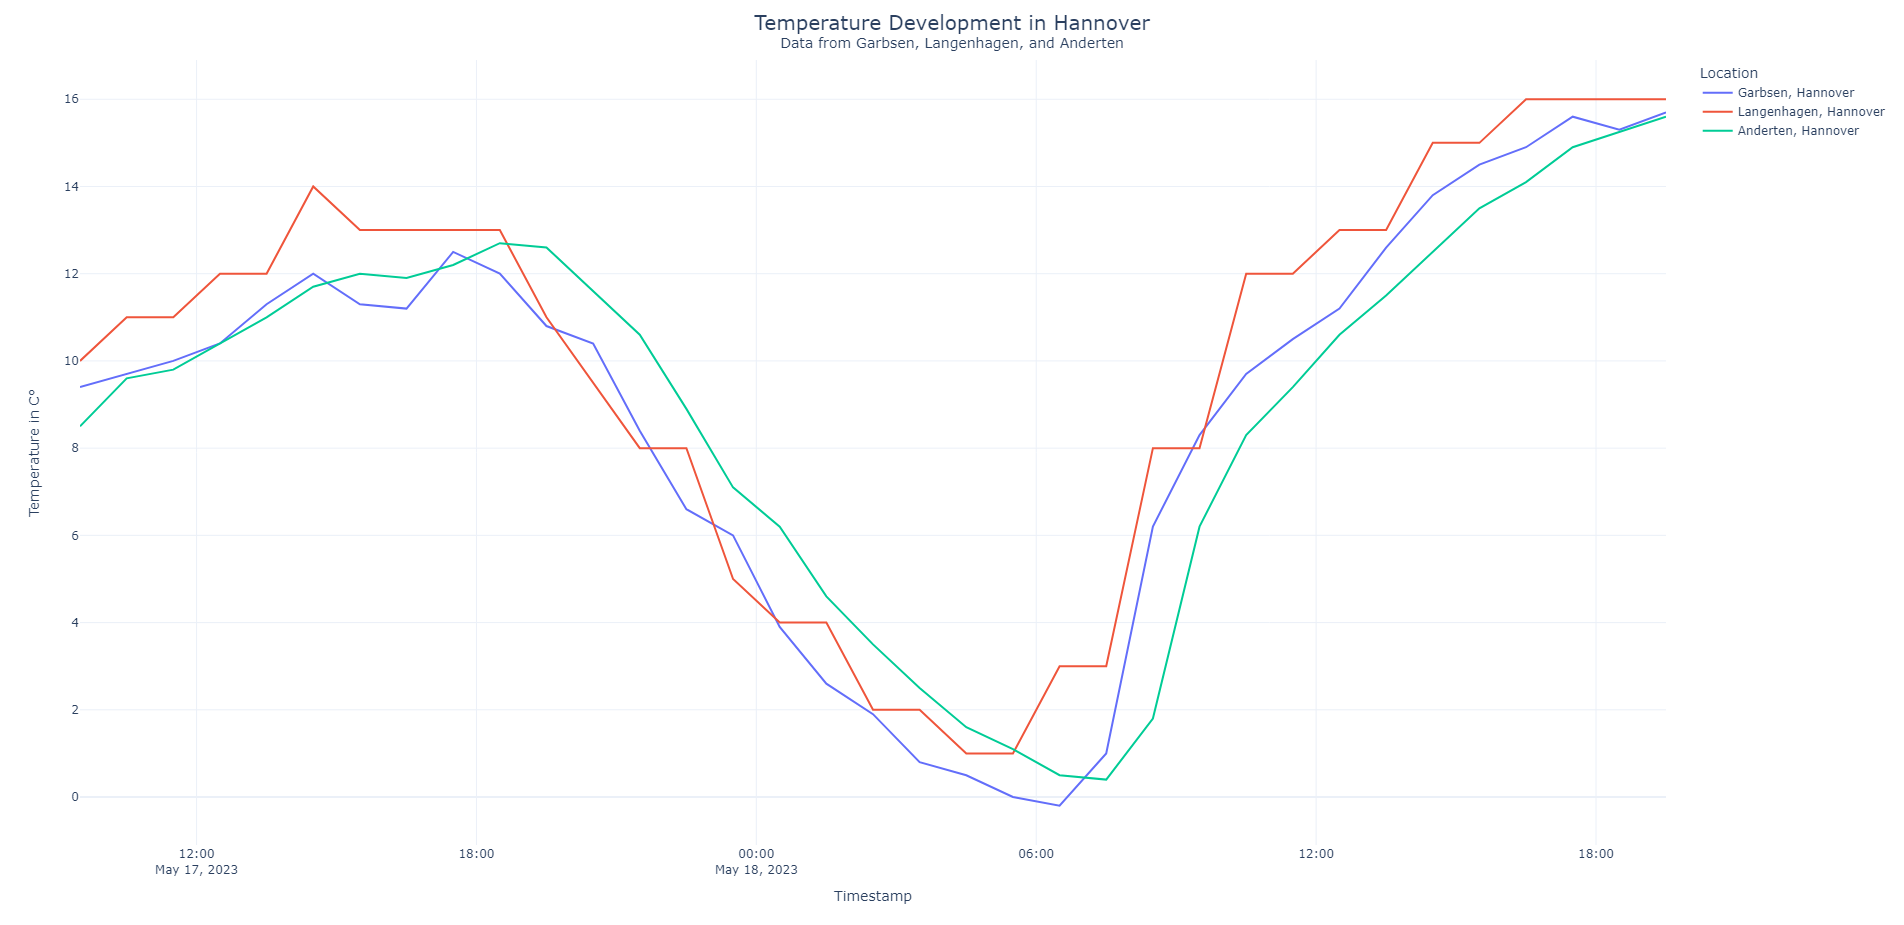 Temperature Development in Hannover
Data from Garbsen, Langenhagen, and Anderten
Location
Garbsen, Hannover
Langenhagen, Hannover
Anderten, Hannover
16
14
12
10
8
6
4
2
0
Temperature in C°
12:00
May 17, 2023
18:00
00:00
May 18, 2023
06:00
12:00
18:00
Timestamp